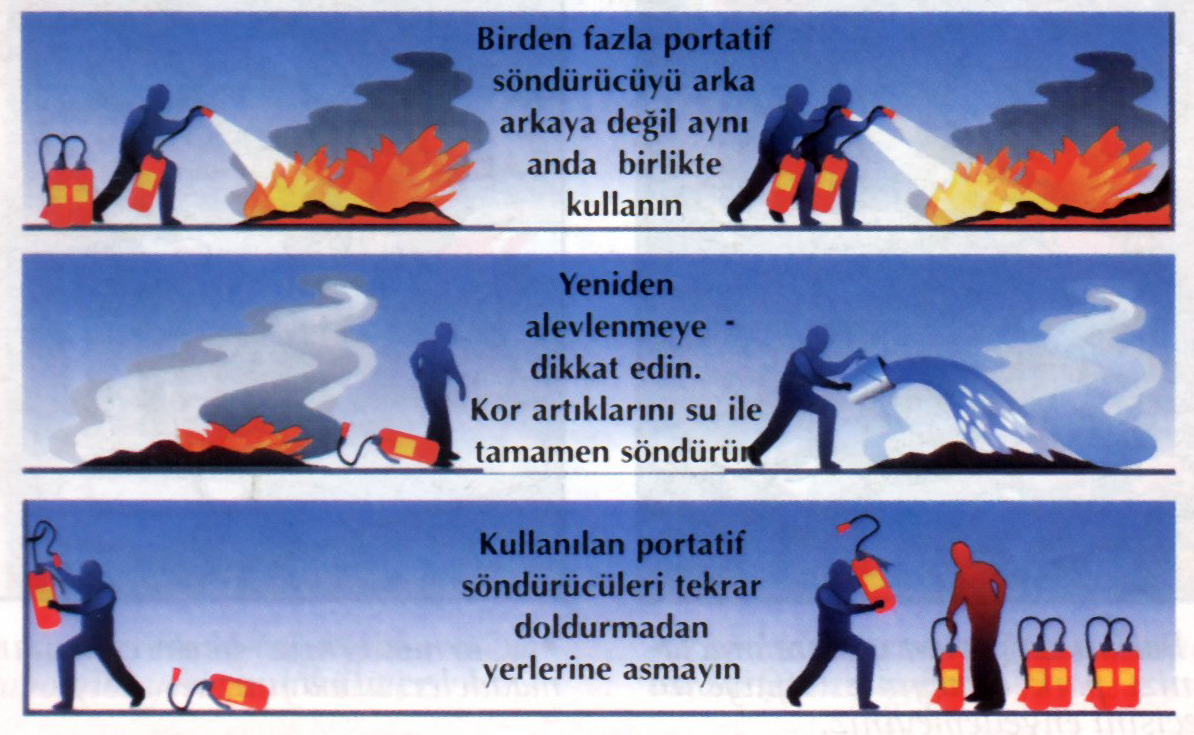 Birden fazla portatif
söndürücüyü arka
arkaya değil aynı
anda birlikte
kullanın
Yeniden
alevlenmeye -
dikkat edin.
Kor artıklarını su ile
tamamen söndürün
Kullanılan portatif
söndürücüleri tekrar
doldurmadan
yerlerine asmayın